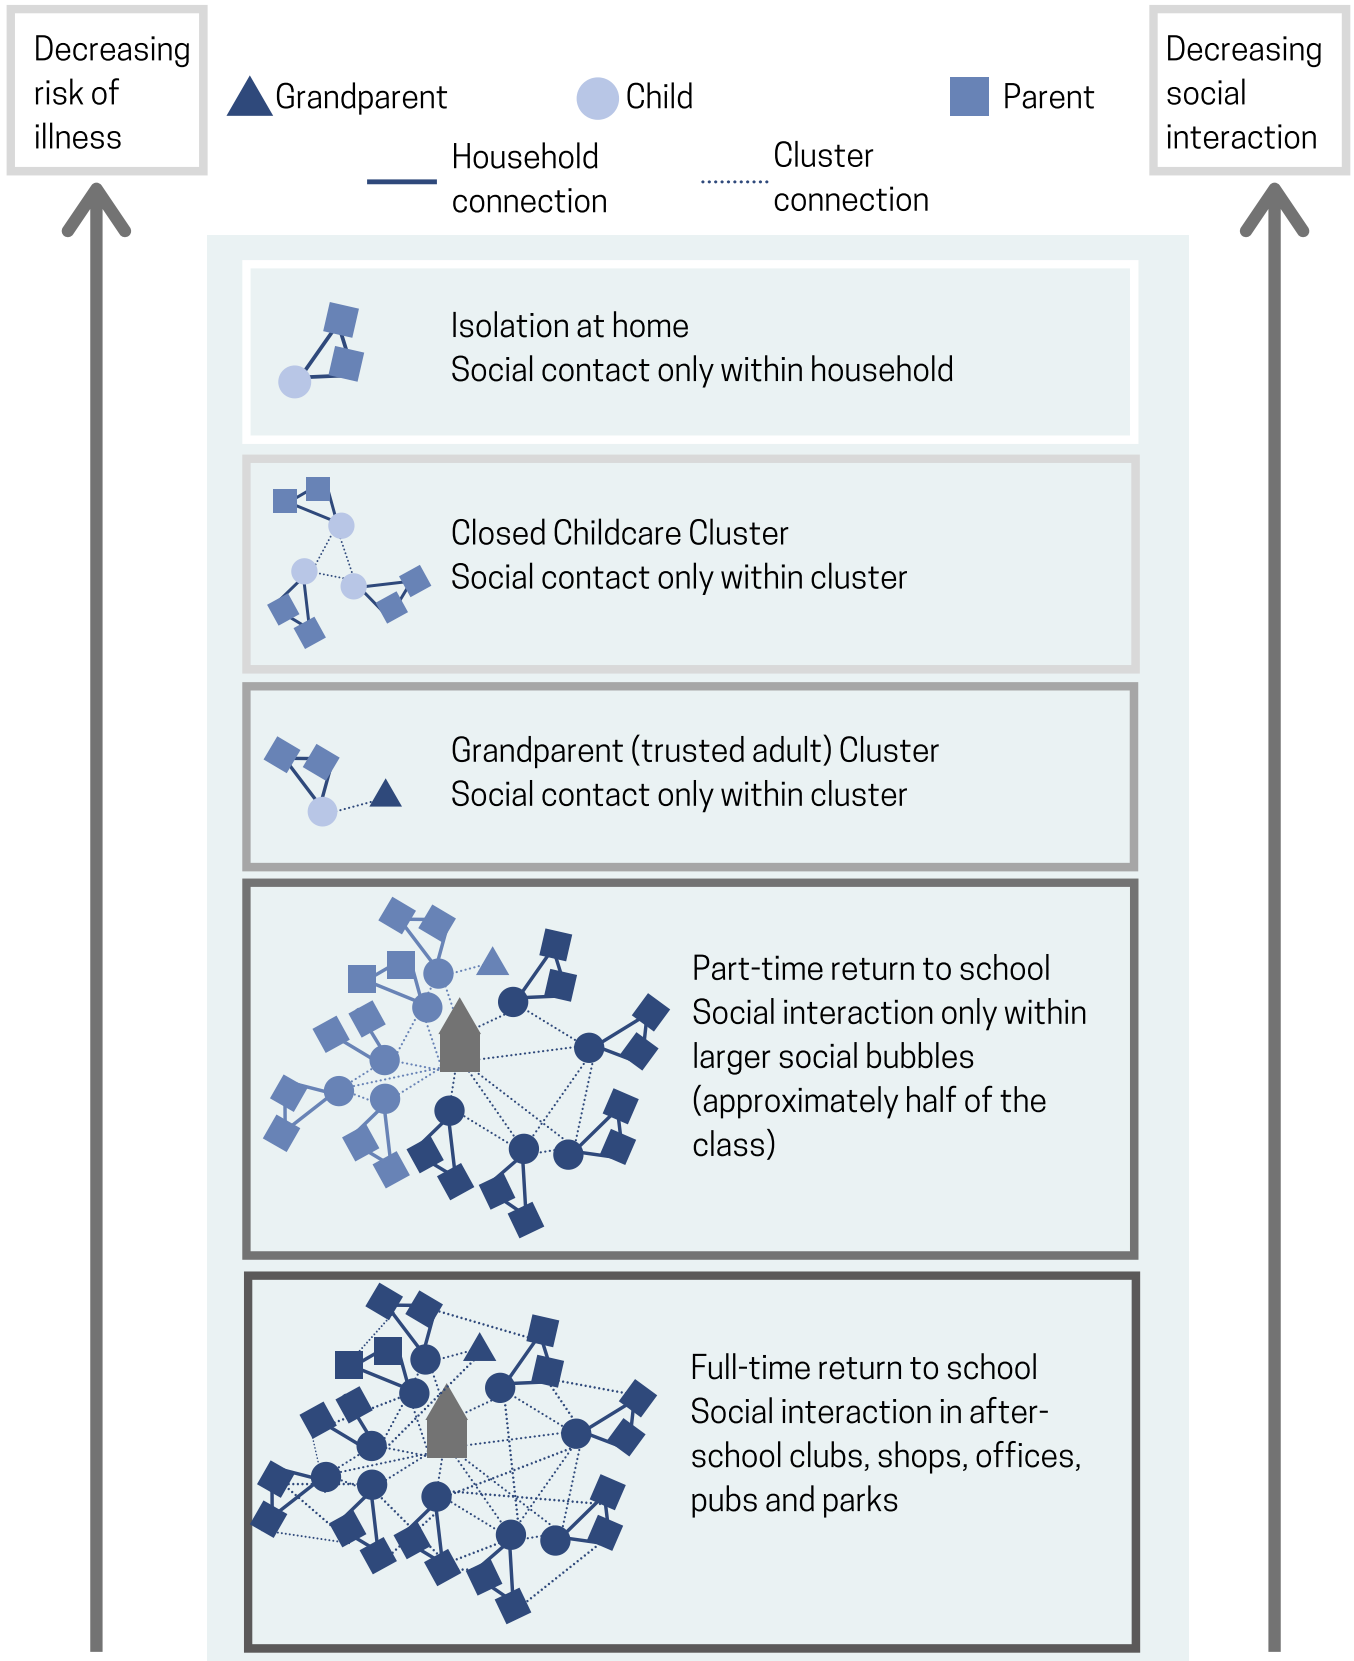 Decreasing
risk of
illness
Decreasing
social
interaction
Grandparent
Child
Parent
Household
connection
Cluster
connection
Isolation at home
Social contact only within household
Closed Childcare Cluster
Social contact only within cluster
Grandparent (trusted adult) Cluster
Social contact only within cluster
Part-time return to school
Social interaction only within
larger social bubbles
(approximately half of the
class)
Full-time return to school
Social interaction in after-
school clubs, shops, offices,
pubs and parks